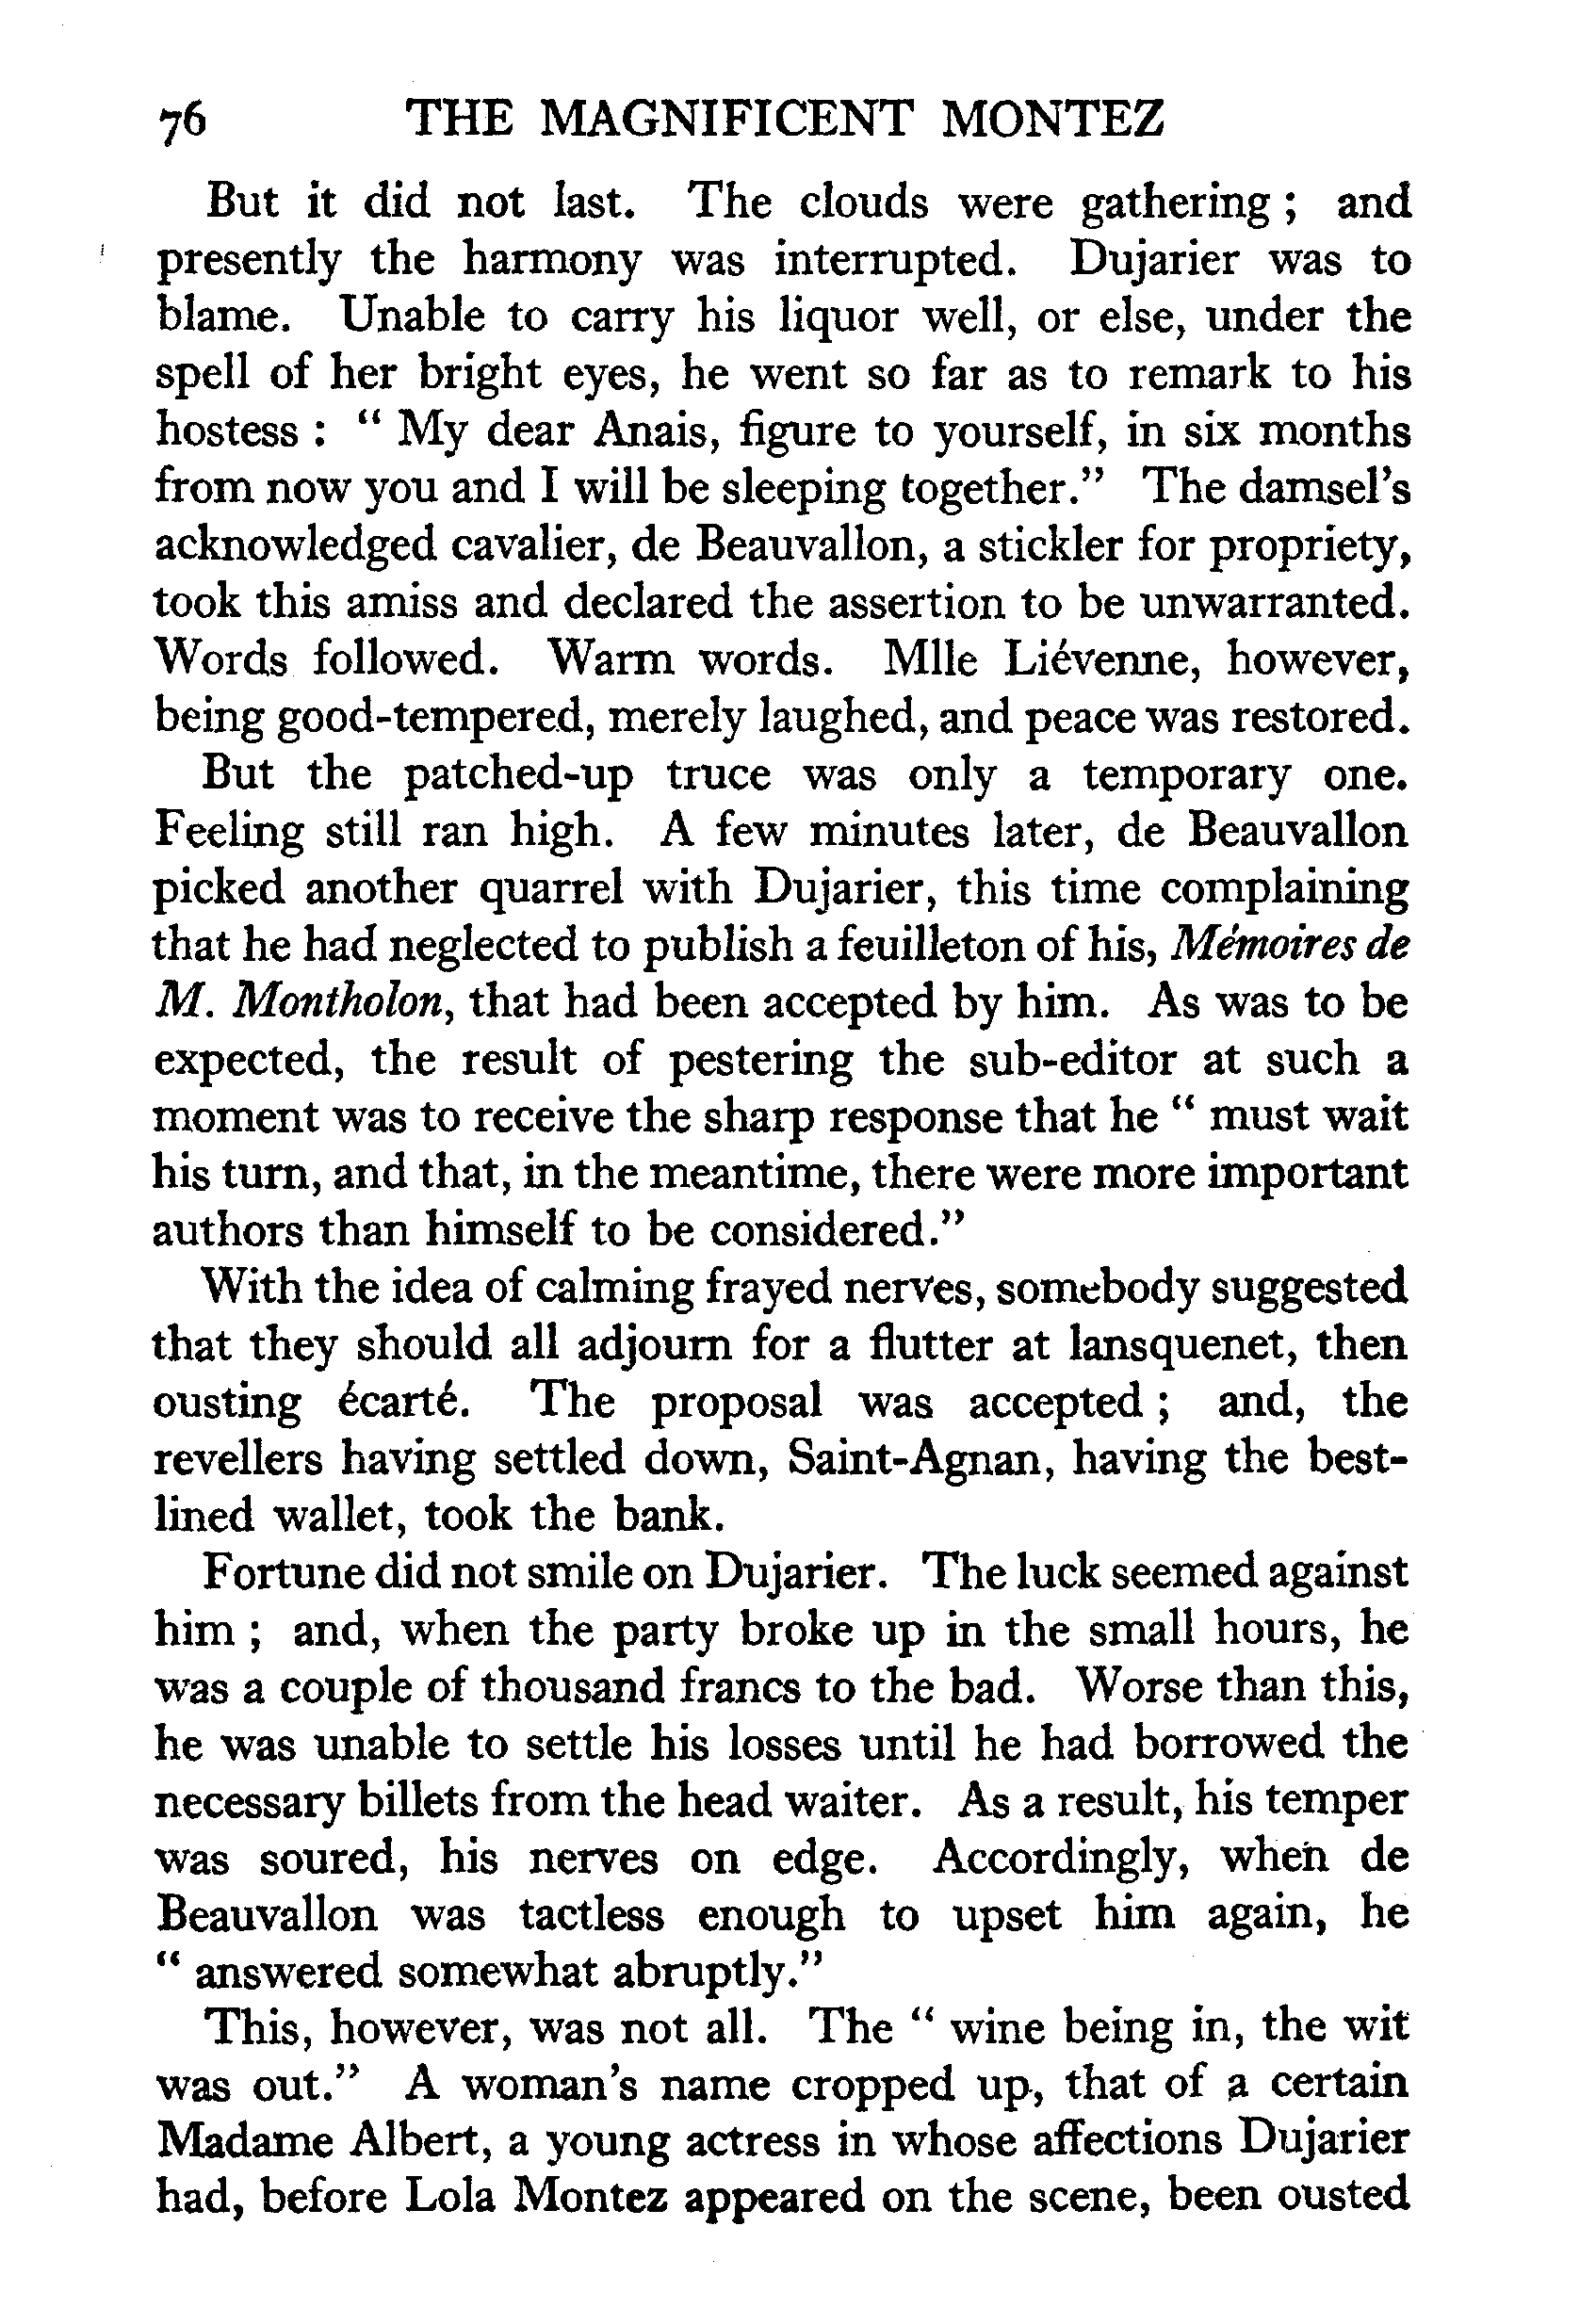 76 THE MAGNIFICENT MONTEZ
But it did not last. The clouds were gathering ; and
presently the harmony was interrupted. Dujarier was to
blame. Unable to carry his liquor well, or else, under the
spell of her bright eyes, he went so far as to remark to his
hostess : " My dear Anais, figure to yourself, in six months
from now you and I will be sleeping together." The damsel's
acknowledged cavalier, de Beauvallon, a stickler for propriety,
took this amiss and declared the assertion to be unwarranted.
Words followed. Warm words. Mlle Liévenne, however,
being good-tempered, merely laughed, and peace was restored.
But the patched-up truce was only a temporary one.
Feeling still ran high. A few minutes later, de Beauvallon
picked another quarrel with Dujarier, this time complaining
that he had neglected to publish a feuilleton of his, Mémoires de
M. Montholon, that had been accepted by him. As was to be
expected, the result of pestering the sub-editor at such a
moment was to receive the sharp response that he " must wait
his turn, and that, in the meantime, there were more important
authors than himself to be considered."
With the idea of calming frayed nerves, somebody suggested
that they should all adjourn for a flutter at lansquenet, then
ousting écarté. The proposal was accepted ; and, the
revellers having settled down, Saint-Agnan, having the best-
lined wallet, took the bank.
Fortune did not smile on Dujarier. The luck seemed against
him ; and, when the party broke up in the small hours, he
was a couple of thousand francs to the bad. Worse than this,
he was unable to settle his losses until he had borrowed the
necessary billets from the head waiter. As a result, his temper
was soured, his nerves on edge. Accordingly, when de
Beauvallon was tactless enough to upset him again, he
" answered somewhat abruptly."
This, however, was not all. The " wine being in, the wit
was out." A woman's name cropped up, that of a certain
Madame Albert, a young actress in whose affections Dujarier
had, before Lola Montez appeared on the scene, been ousted